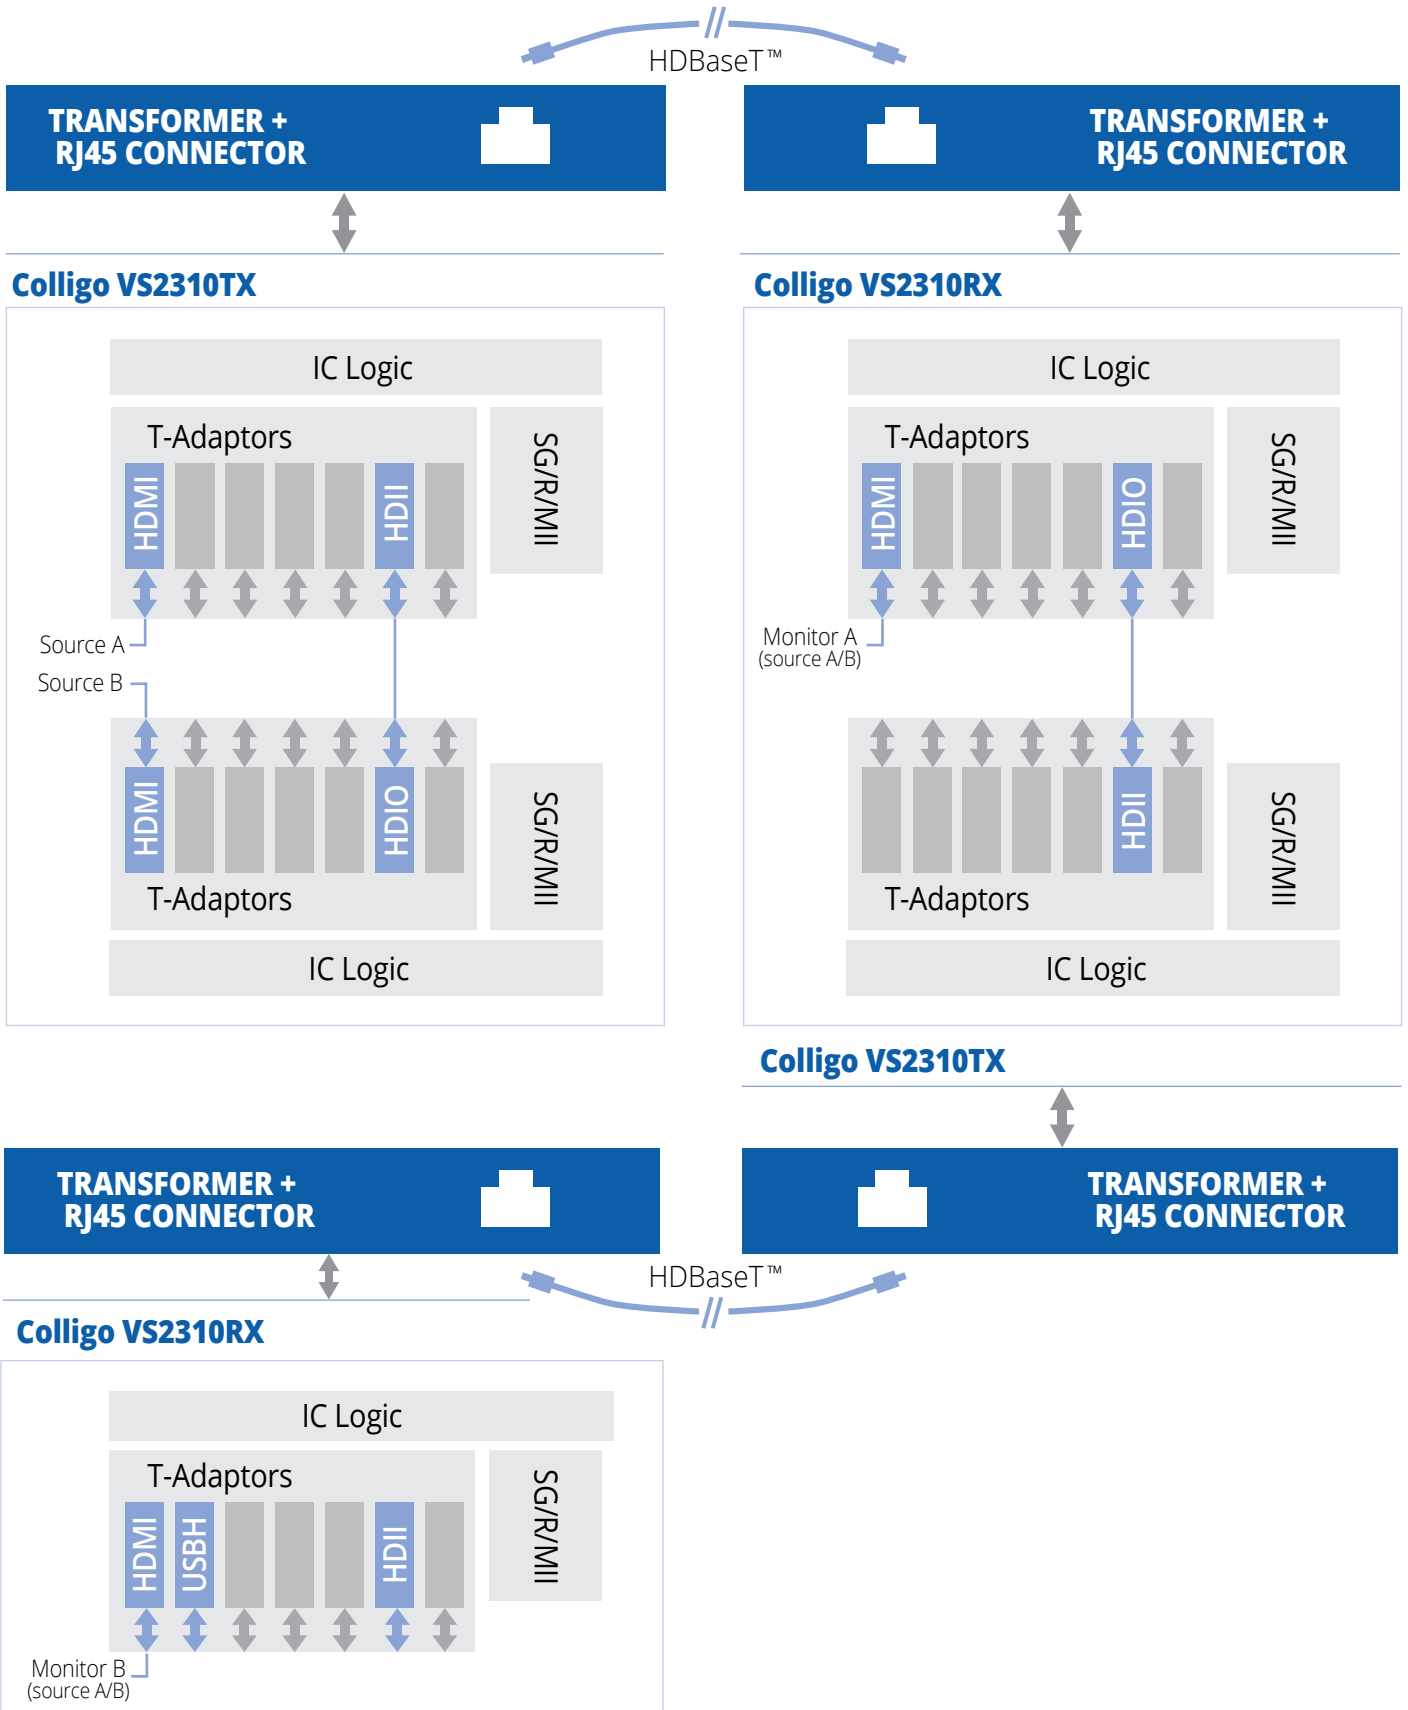 HDBaseT™
TRANSFORMER +
RJ45 CONNECTOR
TRANSFORMER +
RJ45 CONNECTOR
Colligo VS2310TX
IC Logic
T-Adaptors
HDMI
HDII
SG/R/MII
Source A
Source B
HDMI
HDIO
SG/R/MII
T-Adaptors
IC Logic
Colligo VS2310RX
IC Logic
T-Adaptors
HDMI
HDIO
SG/R/MII
Monitor A
(source A/B)
HDII
SG/R/MII
T-Adaptors
IC Logic
Colligo VS2310TX
TRANSFORMER +
RJ45 CONNECTOR
TRANSFORMER +
RJ45 CONNECTOR
HDBaseT™
Colligo VS2310RX
IC Logic
T-Adaptors
HDMI
USBH
HDII
SG/R/MII
Monitor B
(source A/B)